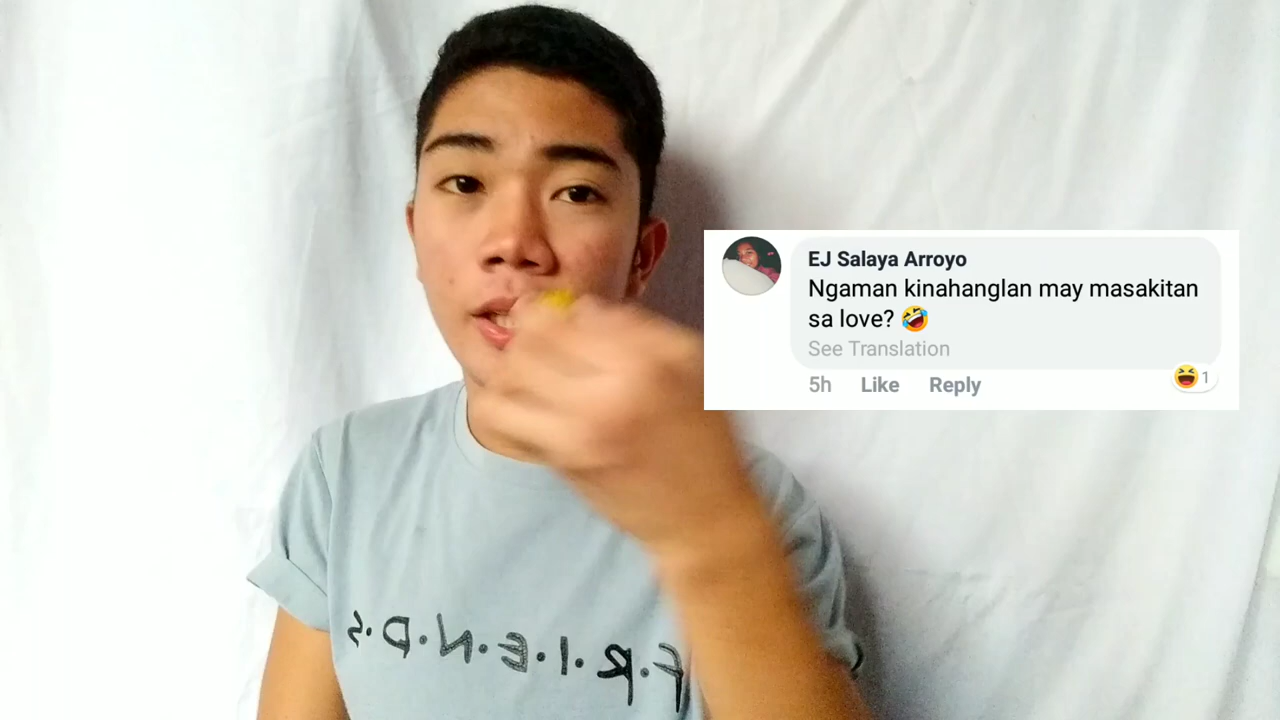 EJ Salaya Arroyo
Ngaman kinahanglan may masakitan
sa love? 🤣
See Translation
5h Like Reply
1
F·R·I·E·N·D·S